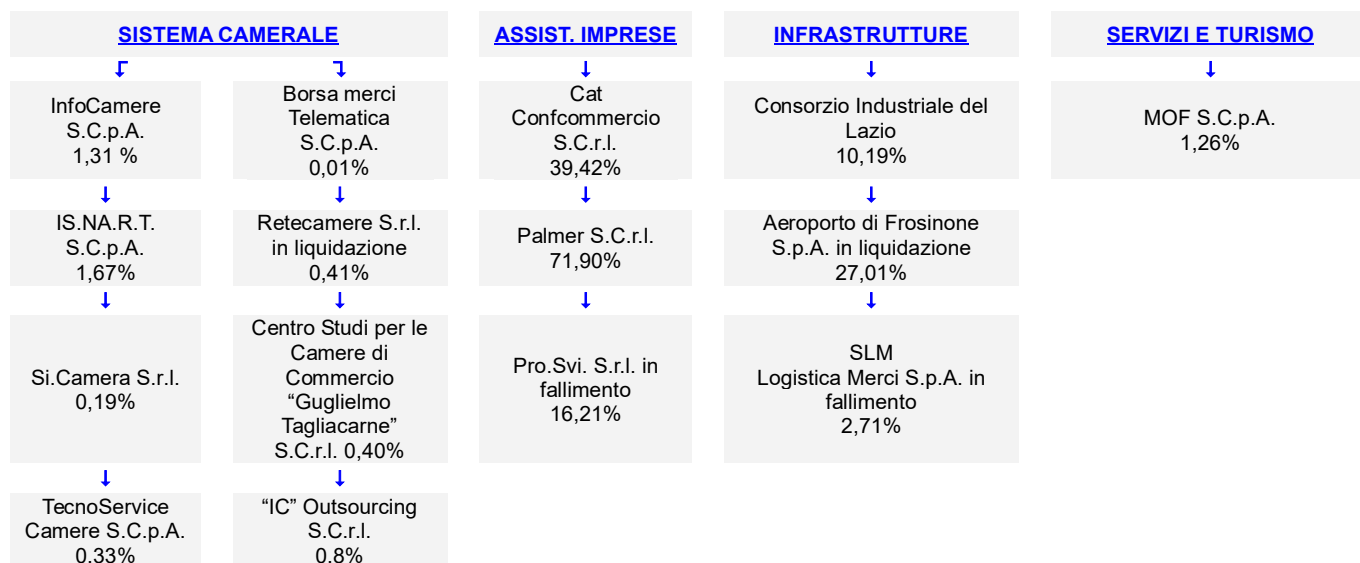 SISTEMA CAMERALE
ASSIST. IMPRESE
INFRASTRUTTURE
SERVIZI E TURISMO
InfoCamere
S.C.p.A.
1,31 %
Borsa merci
Telematica
S.C.p.A.
0,01%
Cat
Confcommercio
S.C.r.l.
39,42%
Consorzio Industriale del
Lazio
10,19%
MOF S.C.p.A.
1,26%
IS.NA.R.T.
S.C.p.A.
1,67%
Retecamere S.r.l.
in liquidazione
0,41%
Palmer S.C.r.l.
71,90%
Aeroporto di Frosinone
S.p.A. in liquidazione
27,01%
Si.Camera S.r.l.
0,19%
Centro Studi per le
Camere di
Commercio
“Guglielmo
Tagliacarne”
S.C.r.l. 0,40%
Pro.Svi. S.r.l. in
fallimento
16,21%
SLM
Logistica Merci S.p.A. in
fallimento
2,71%
TecnoService
Camere S.C.p.A.
0,33%
“IC” Outsourcing
S.C.r.l.
0,8%